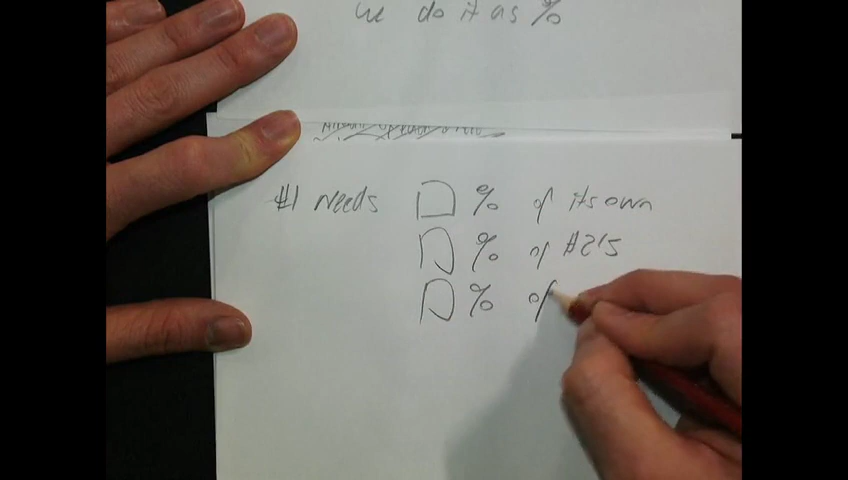 we do it as %
#1 needs □ % of its own
□ % of #2's
□ % of